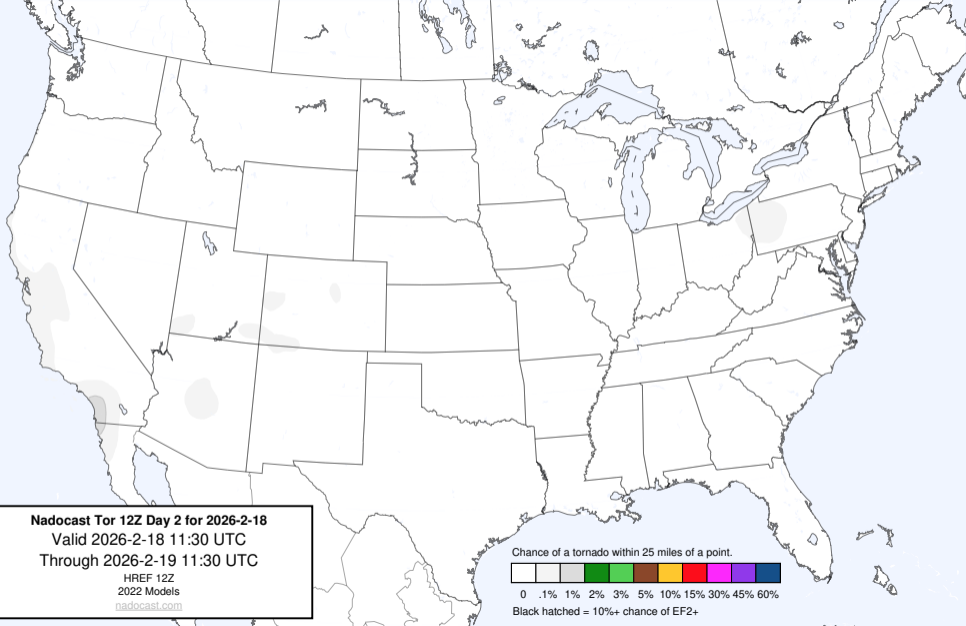 Nadocast Tor 12Z Day 2 for 2026-2-18
Valid 2026-2-18 11:30 UTC
Through 2026-2-19 11:30 UTC
HREF 12Z
2022 Models
nadocast.com
Chance of a tornado within 25 miles of a point.
0 .1% 1% 2% 3% 5% 10% 15% 30% 45% 60%
Black hatched = 10%+ chance of EF2+